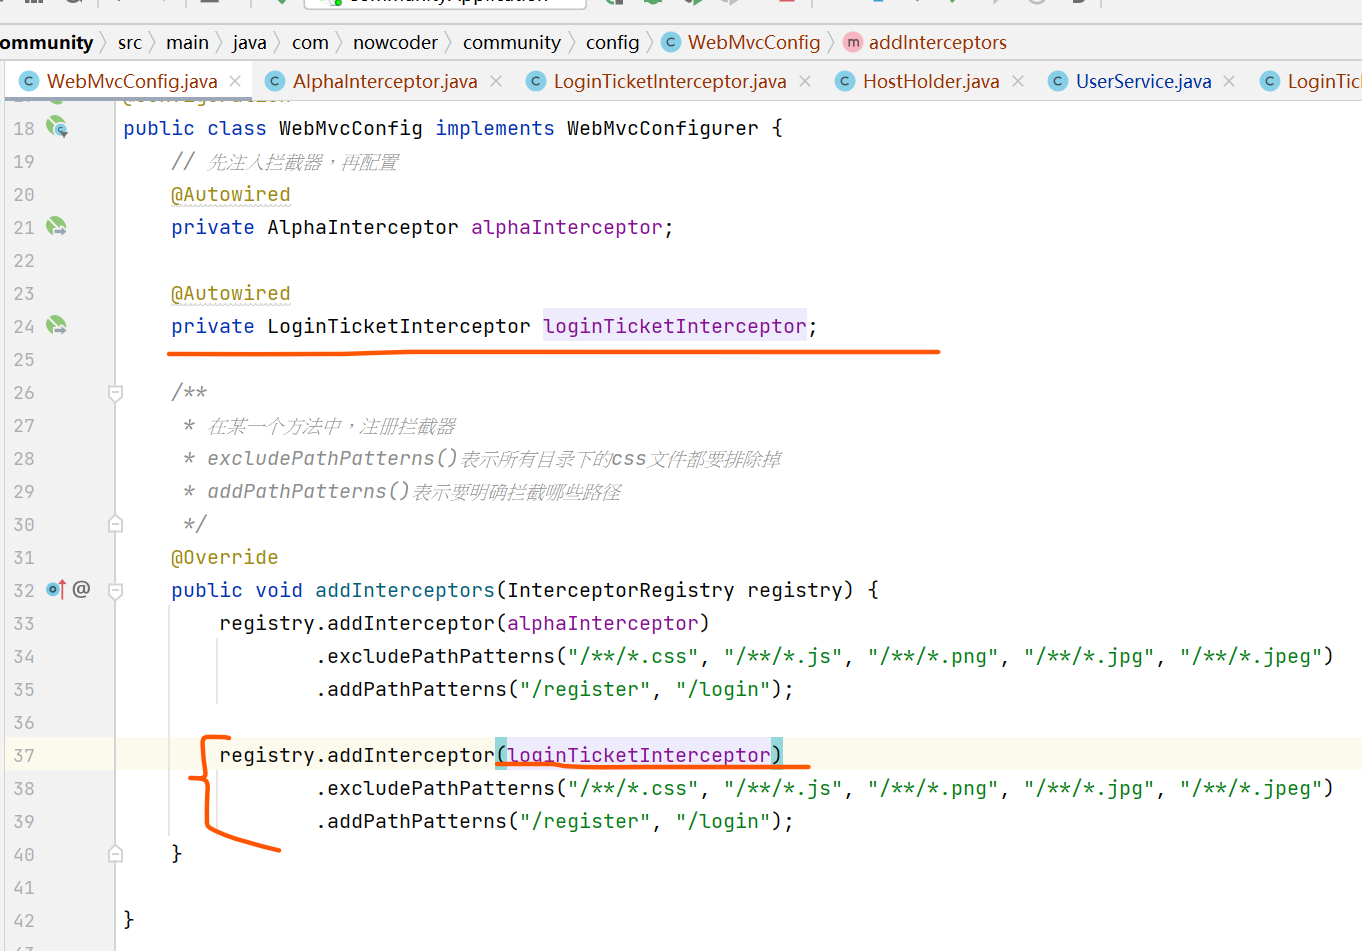 ommunity src main java com nowcoder community config WebMvcConfig addInterceptors
WebMvcConfig.java AlphaInterceptor.java LoginTicketInterceptor.java HostHolder.java UserService.java LoginTic
18 public class WebMvcConfig implements WebMvcConfigurer {
19 // 先注入拦截器，再配置
20 @Autowired
21 private AlphaInterceptor alphaInterceptor;
22
23 @Autowired
24 private LoginTicketInterceptor loginTicketInterceptor;
25
26 /**
27 * 在某一个方法中，注册拦截器
28 * excludePathPatterns()表示所有目录下的css文件都要排除掉
29 * addPathPatterns()表示要明确拦截哪些路径
30 */
31 @Override
32 public void addInterceptors(InterceptorRegistry registry) {
33 registry.addInterceptor(alphaInterceptor)
34 .excludePathPatterns("/**/*.css", "/**/*.js", "/**/*.png", "/**/*.jpg", "/**/*.jpeg")
35 .addPathPatterns("/register", "/login");
36
37 registry.addInterceptor(loginTicketInterceptor)
38 .excludePathPatterns("/**/*.css", "/**/*.js", "/**/*.png", "/**/*.jpg", "/**/*.jpeg")
39 .addPathPatterns("/register", "/login");
40 }
41
42 }